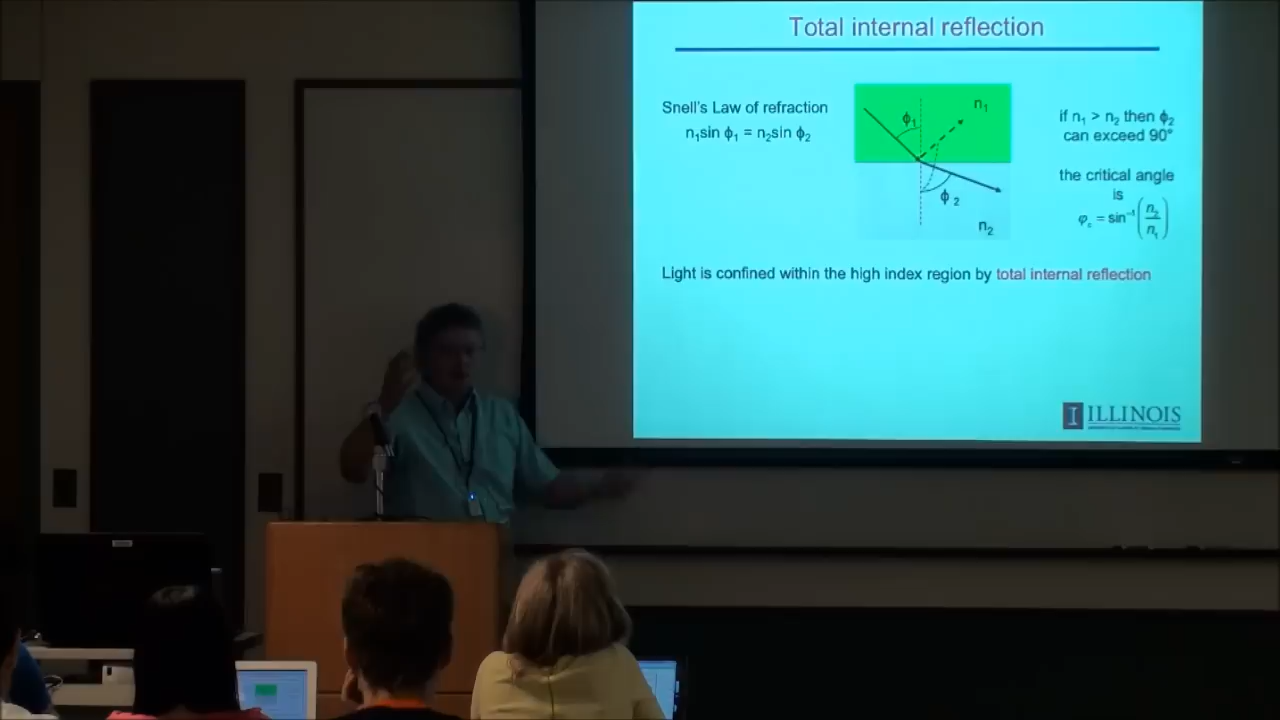 Total internal reflection
Snell's Law of refraction
n₁sin ϕ₁ = n₂sin ϕ₂
ϕ₁
n₁
ϕ ₂
n₂
if n₁ > n₂ then ϕ₂
can exceed 90°
the critical angle
is
φc = sin⁻¹(n₂/n₁)
Light is confined within the high index region by total internal reflection
I ILLINOIS